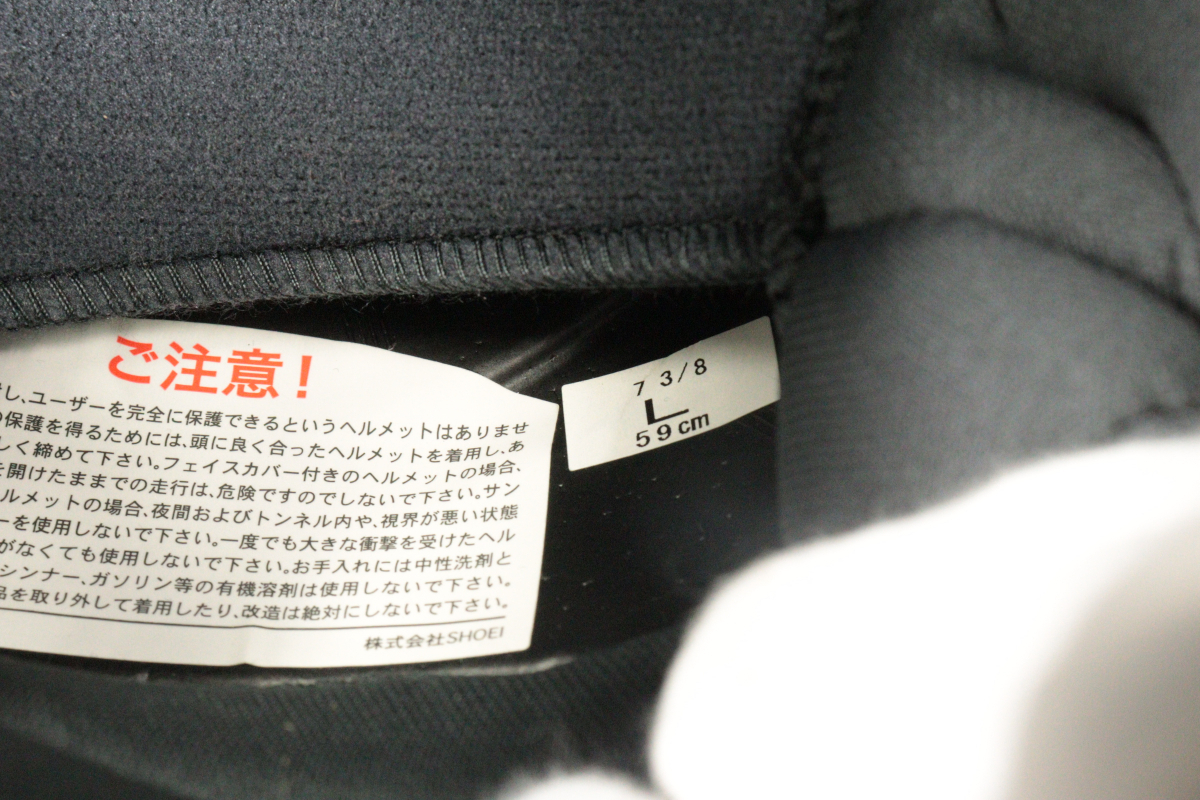 ご注意!
し、ユーザーを完全に保護できるというヘルメットはありませ
の保護を得るためには、頭に良く合ったヘルメットを着用し、あ
しく締めて下さい。フェイスカバー付きのヘルメットの場合、
を開けたままでの走行は、危険ですのでしないで下さい。サン
ルメットの場合、夜間およびトンネル内や、視界が悪い状態
ーを使用しないで下さい。一度でも大きな衝撃を受けたヘル
がなくても使用しないで下さい。お手入れには中性洗剤と
シンナー、ガソリン等の有機溶剤は使用しないで下さい。
品を取り外して着用したり、改造は絶対にしないで下さい。
株式会社SHOEI
7 3/8
L
59cm